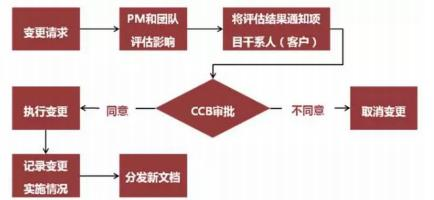 变更请求
PM和团队
评估影响
将评估结果通知项
目干系人（客户）
执行变更
同意
CCB审批
不同意
取消变更
记录变更
实施情况
分发新文档